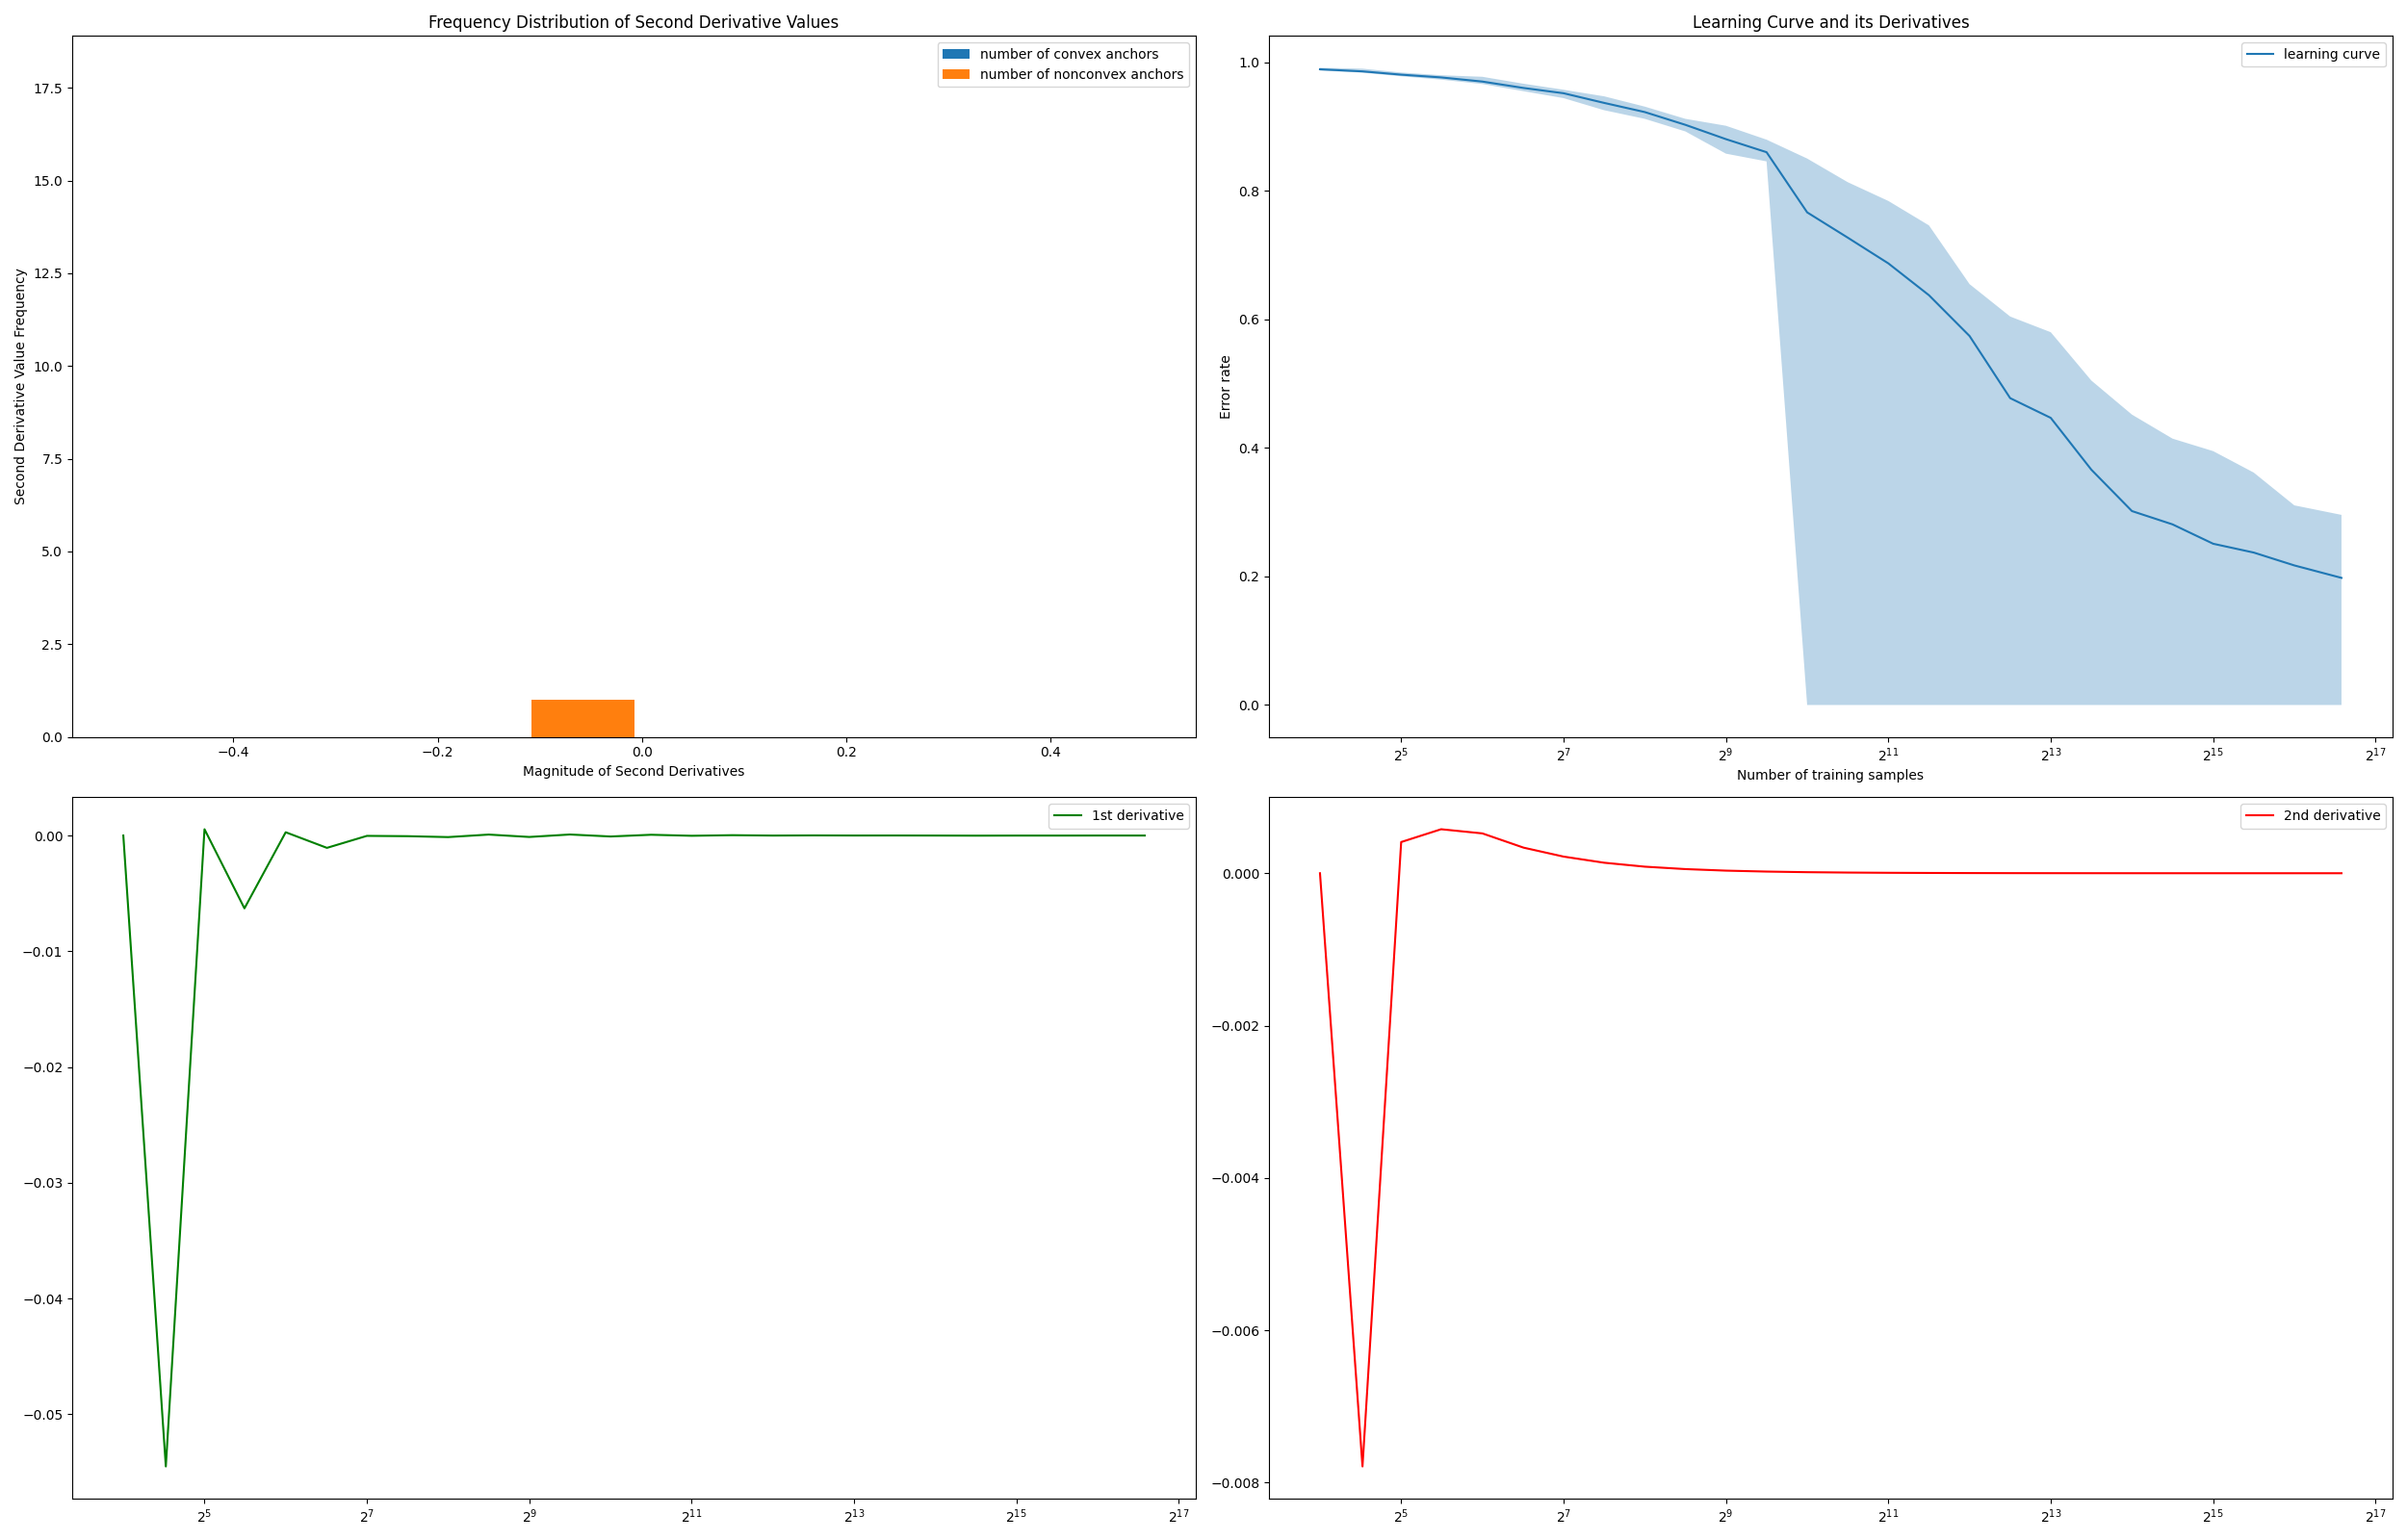 Frequency Distribution of Second Derivative Values
number of convex anchors
number of nonconvex anchors
17.5
15.0
12.5
10.0
7.5
5.0
2.5
0.0
Second Derivative Value Frequency
−0.4 −0.2 0.0 0.2 0.4
Magnitude of Second Derivatives
Learning Curve and its Derivatives
learning curve
1.0
0.8
0.6
0.4
0.2
0.0
Error rate
2^5 2^7 2^9 2^11 2^13 2^15 2^17
Number of training samples
1st derivative
0.00
−0.01
−0.02
−0.03
−0.04
−0.05
2^5 2^7 2^9 2^11 2^13 2^15 2^17
2nd derivative
0.000
−0.002
−0.004
−0.006
−0.008
2^5 2^7 2^9 2^11 2^13 2^15 2^17